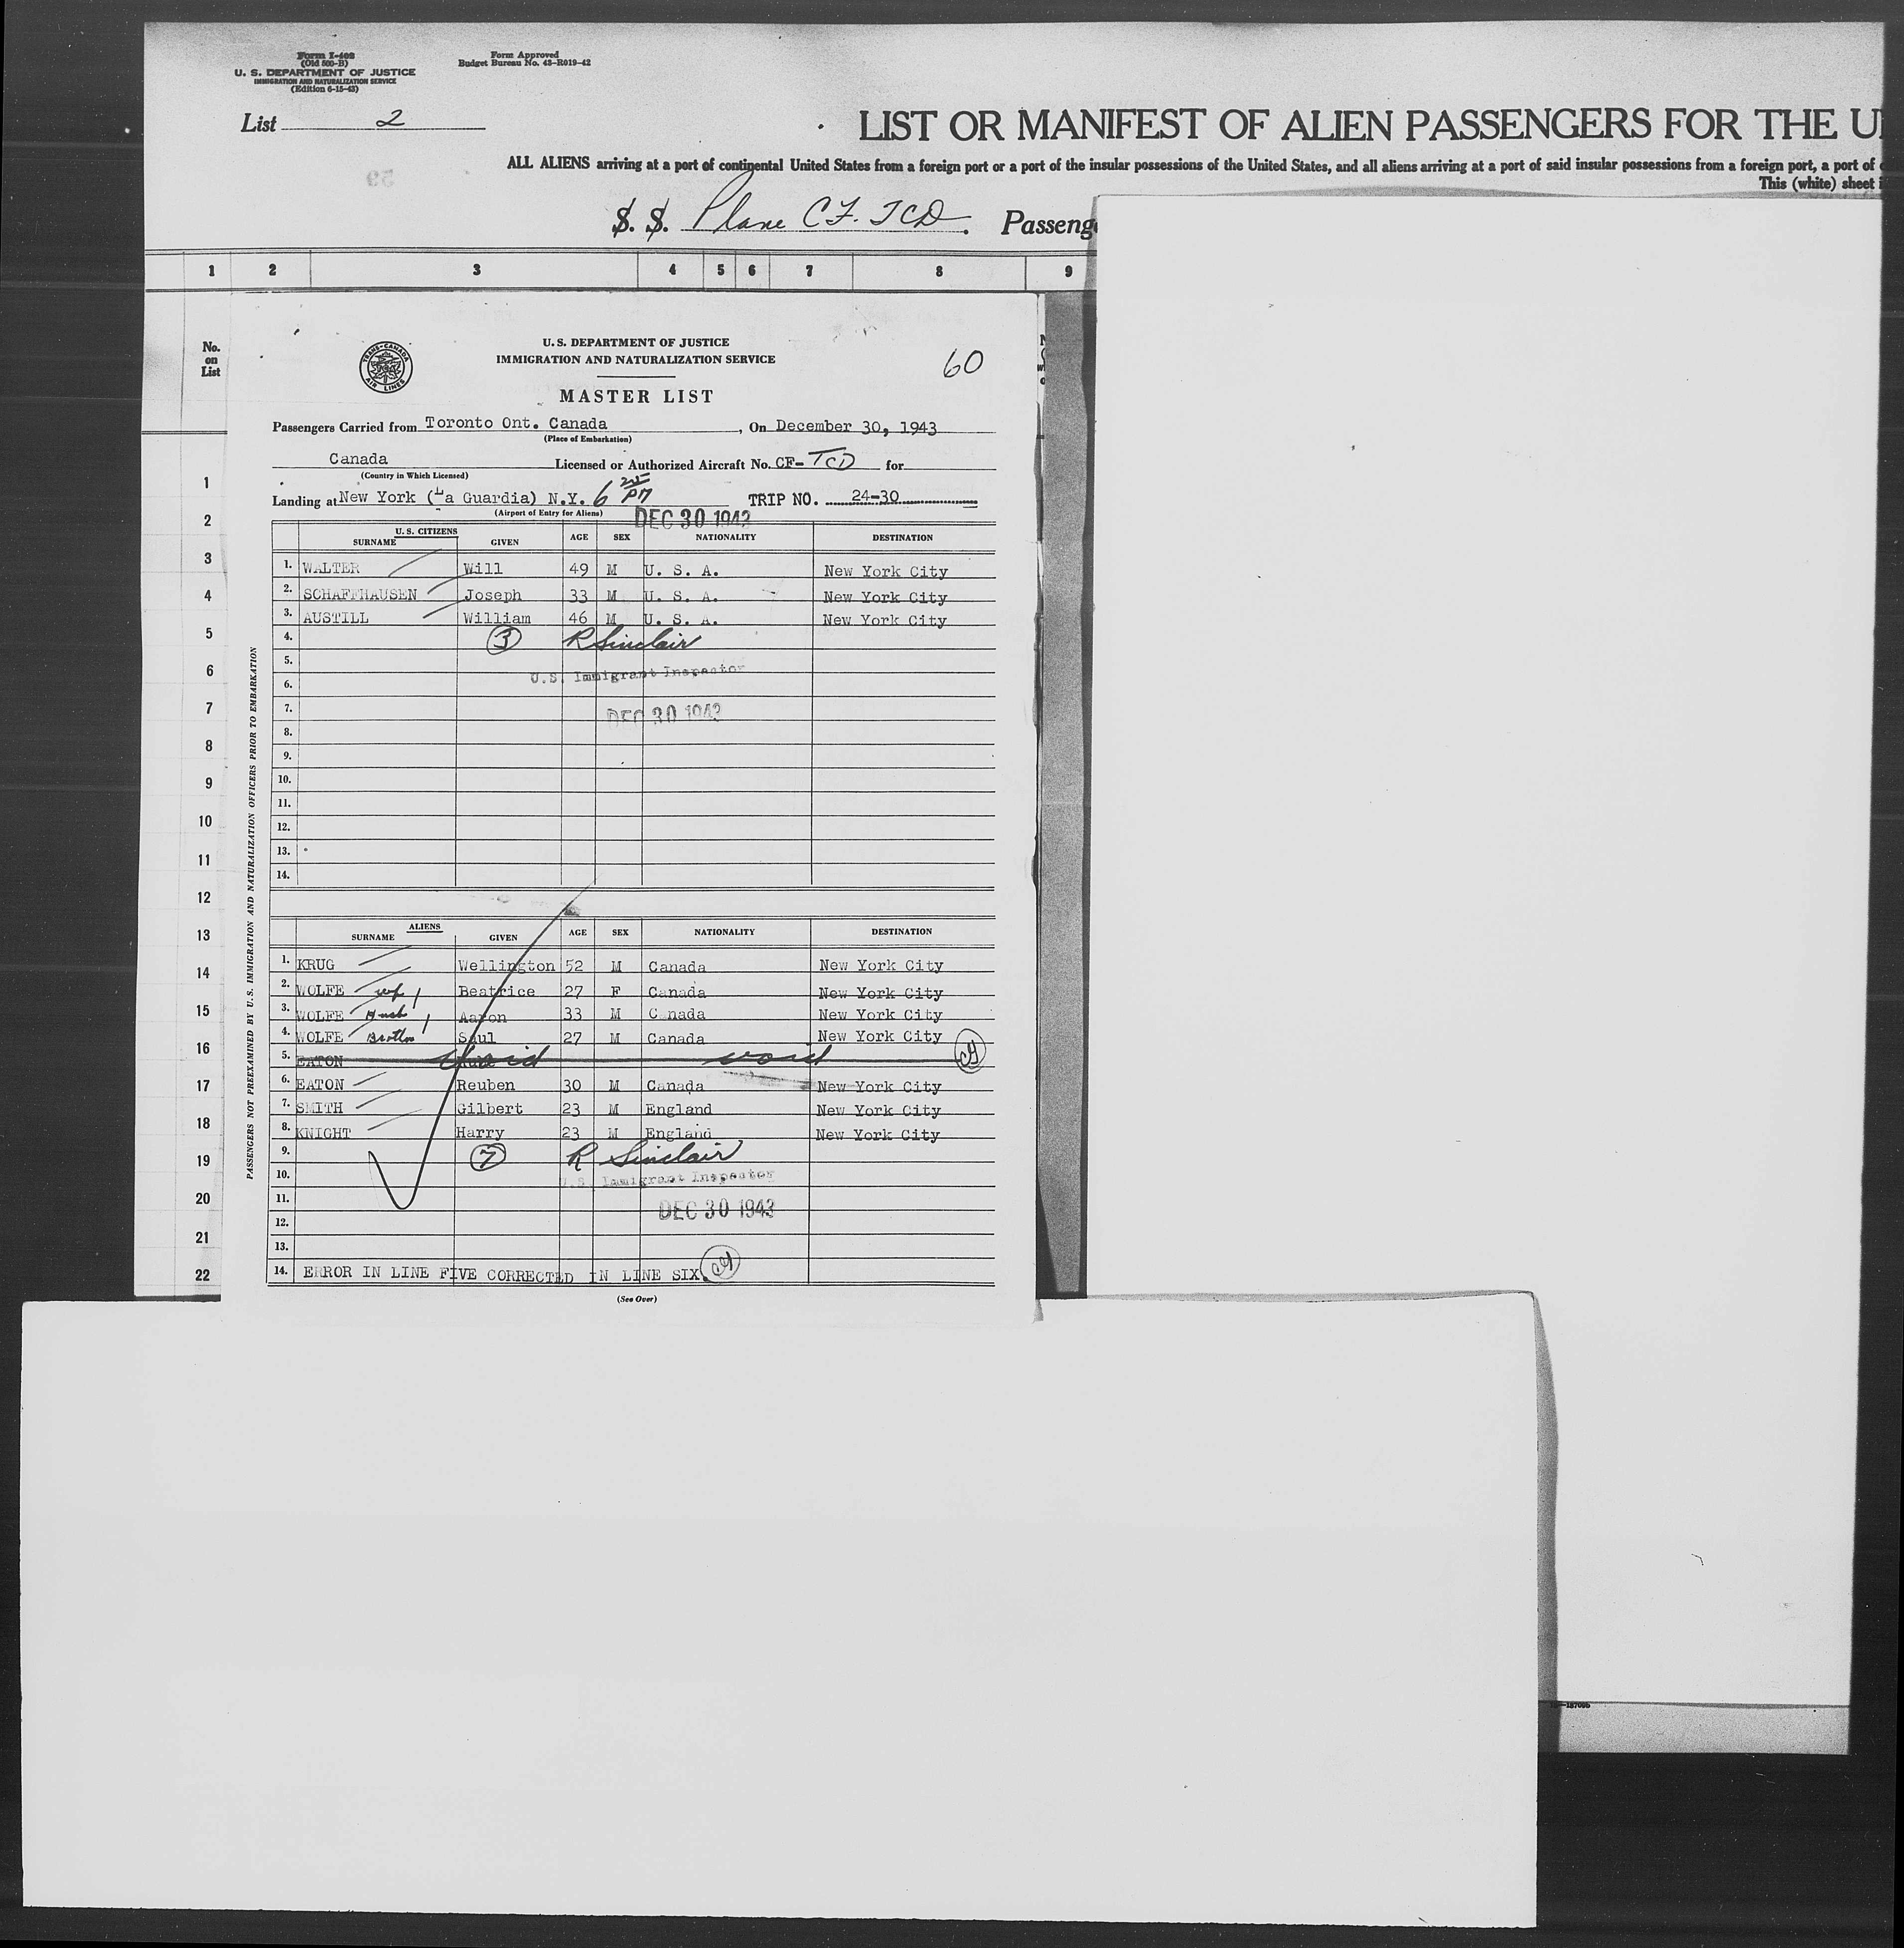 Form I-402
(Old 500-B)
U. S. DEPARTMENT OF JUSTICE
IMMIGRATION AND NATURALIZATION SERVICE
(Edition 6-15-43)
Form Approved
Budget Bureau No. 43-R019-42
List 2
LIST OR MANIFEST OF ALIEN PASSENGERS FOR THE U
ALL ALIENS arriving at a port of continental United States from a foreign port or a port of the insular possessions of the United States, and all aliens arriving at a port of said insular possessions from a foreign port, a port of
This (white) sheet i
59
S. S. Plane CF. TCD. Passeng
1 2 3 4 5 6 7 8 9
No. on List
1
2
3
4
5
6
7
8
9
10
11
12
13
14
15
16
17
18
19
20
21
22
TRANS-CANADA AIR LINES
U. S. DEPARTMENT OF JUSTICE
IMMIGRATION AND NATURALIZATION SERVICE
60
MASTER LIST
Passengers Carried from Toronto Ont. Canada, On December 30, 1943
(Place of Embarkation)
Canada Licensed or Authorized Aircraft No. CF-TCD for
(Country in Which Licensed)
Landing at New York (La Guardia) N.Y. 6 PM TRIP NO. 24-30
(Airport of Entry for Aliens)
DEC 30 1943
U. S. CITIZENS
SURNAME GIVEN AGE SEX NATIONALITY DESTINATION
1. WALTER Will 49 M U. S. A. New York City
2. SCHAFFHAUSEN Joseph 33 M U. S. A. New York City
3. AUSTILL William 46 M U. S. A. New York City
4. 3 R Sinclair
5.
6. U.S. Immigrant Inspector
7. DEC 30 1943
8.
9.
10.
11.
12.
13.
14.
PASSENGERS NOT PREEXAMINED BY U.S. IMMIGRATION AND NATURALIZATION OFFICERS PRIOR TO EMBARKATION
ALIENS
SURNAME GIVEN AGE SEX NATIONALITY DESTINATION
1. KRUG Wellington 52 M Canada New York City
2. WOLFE wf Beatrice 27 F Canada New York City
3. WOLFE Husb Aaron 33 M Canada New York City
4. WOLFE Brother Saul 27 M Canada New York City
5. EATON void void
6. EATON Reuben 30 M Canada New York City
7. SMITH Gilbert 23 M England New York City
8. KNIGHT Harry 23 M England New York City
9. 7 R Sinclair
10. U.S. Immigrant Inspector
11.
DEC 30 1943
12.
13.
14. ERROR IN LINE FIVE CORRECTED IN LINE SIX.
(See Over)